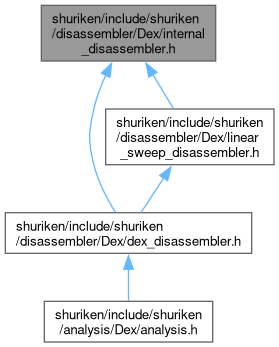 shuriken/include/shuriken
/disassembler/Dex/internal
_disassembler.h
shuriken/include/shuriken
/disassembler/Dex/linear
_sweep_disassembler.h
shuriken/include/shuriken
/disassembler/Dex/dex_disassembler.h
shuriken/include/shuriken
/analysis/Dex/analysis.h